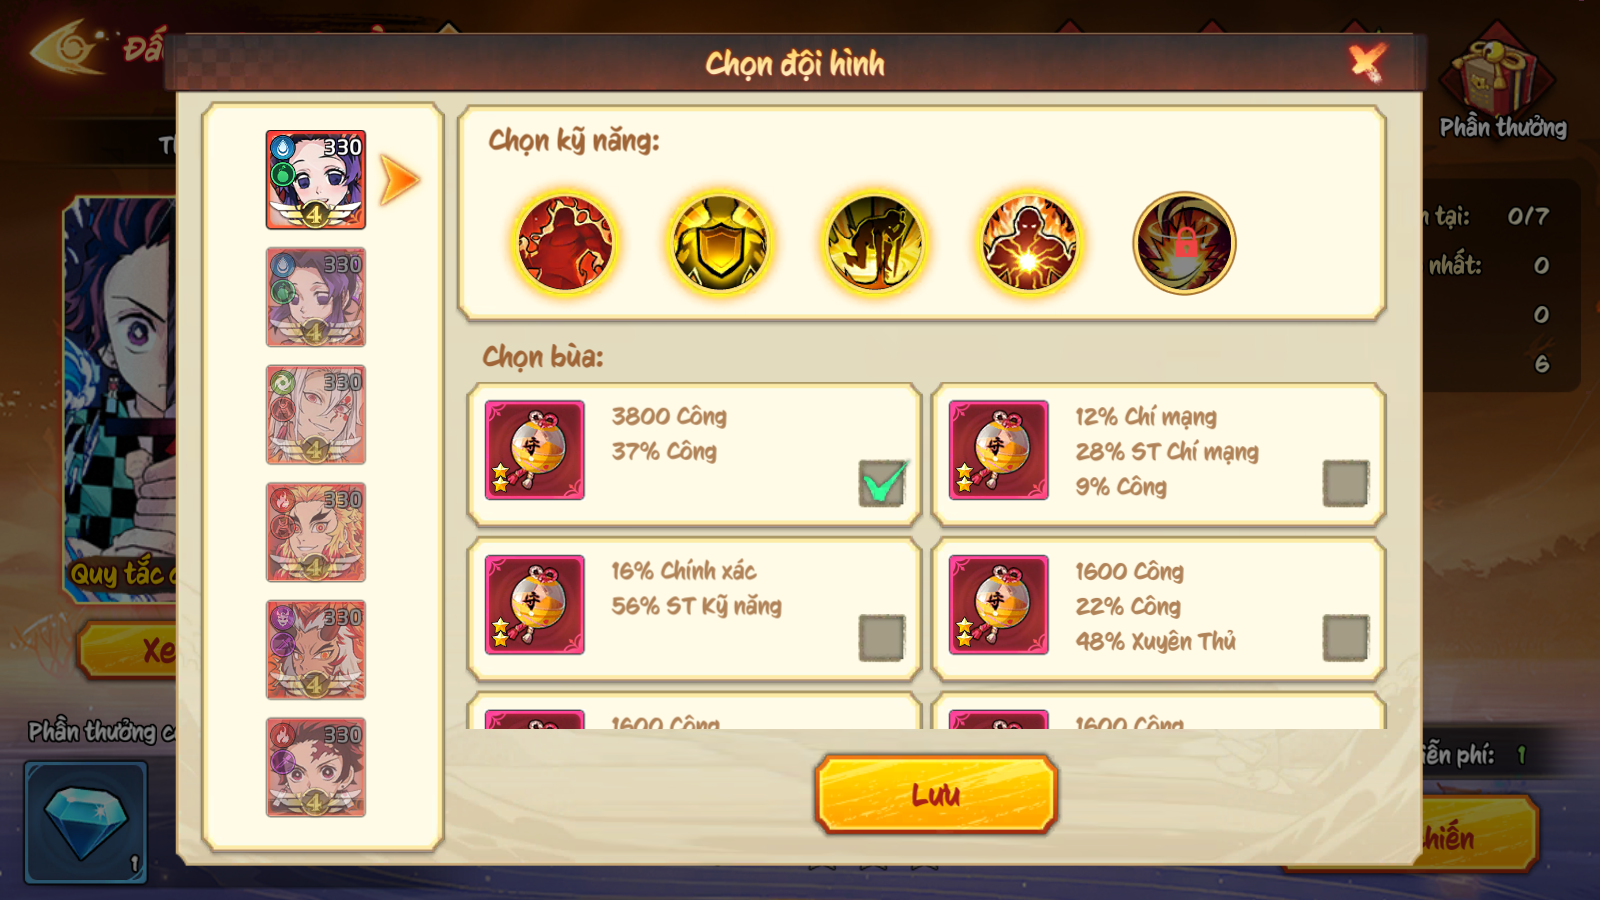 Đấ
Chọn đội hình
Phần thưởng
330
4
330
4
330
4
330
4
330
4
330
4
Chọn kỹ năng:
Chọn bùa:
3800 Công
37% Công
12% Chí mạng
28% ST Chí mạng
9% Công
16% Chính xác
56% ST Kỹ năng
1600 Công
22% Công
48% Xuyên Thủ
1600 Công
1600 Công
Lưu
tại: 0/7
nhất: 0
0
6
Quy tắc
Xe
Phần thưởng c
1
iễn phí: 1
hiến